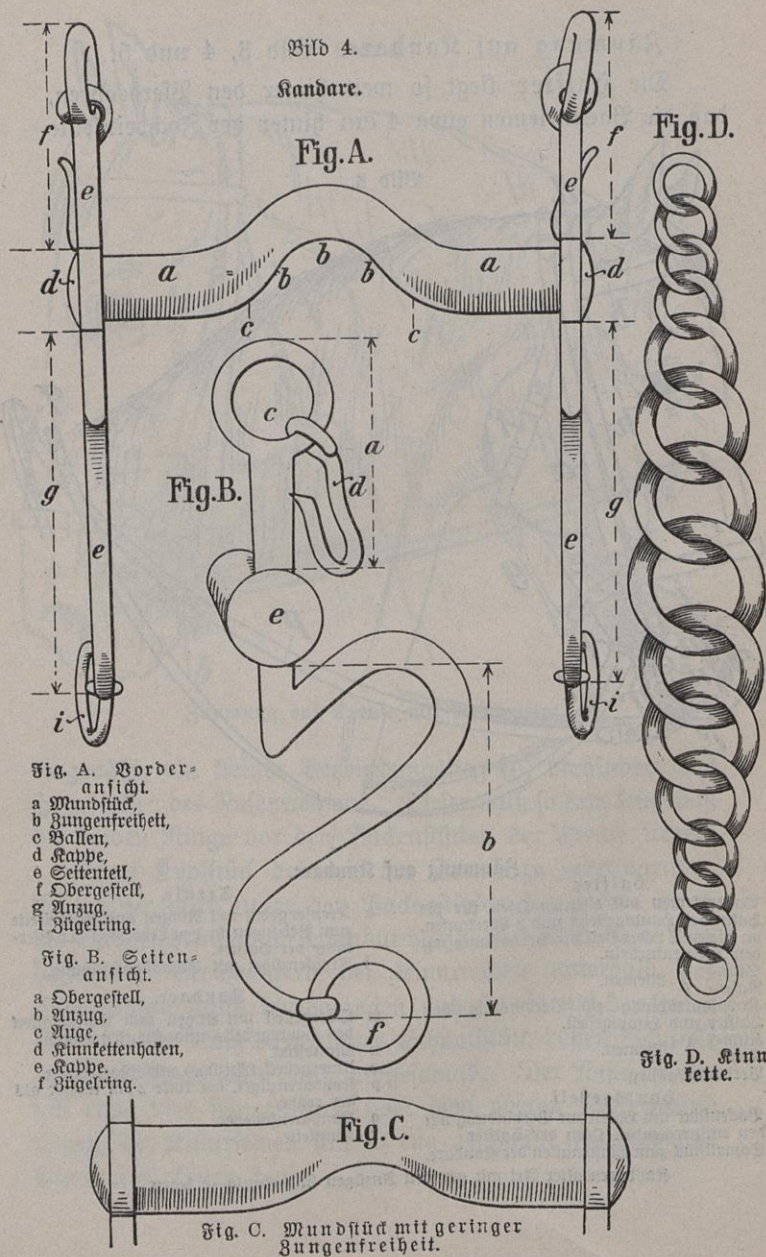 Bild 4.
Kandare.
Fig. A.
Fig. D.
f
f
e
e
a
a
b
b
b
d
d
c
c
c
a
g
g
Fig. B.
d
e
e
e
i
i
b
f
Fig. A. Vorder-
ansicht.
a Mundstück,
b Zungenfreiheit,
c Ballen,
d Kappe,
e Seitenteil,
f Obergestell,
g Anzug,
i Zügelring.
Fig. B. Seiten-
ansicht.
a Obergestell,
b Anzug,
c Auge,
d Kinnkettenhaken,
e Kappe.
f Zügelring.
Fig. D. Kinn
kette.
Fig. C.
Fig. C. Mundstück mit geringer
Zungenfreiheit.